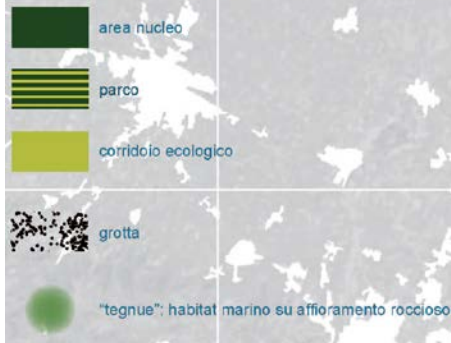 area nucleo
parco
corridoio ecologico
grotta
"tegnue": habitat marino su affioramento roccioso